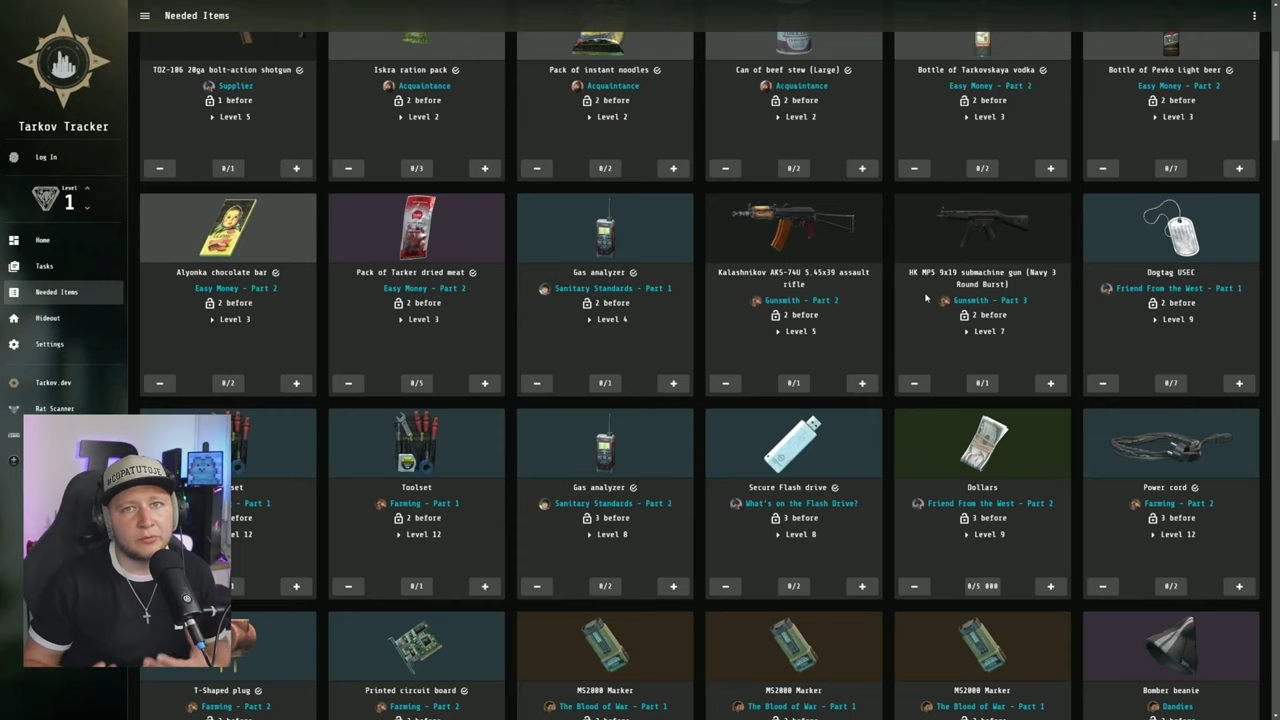 Needed Items
Tarkov Tracker
Log In
Level
1
Home
Tasks
Needed Items
Hideout
Settings
Tarkov.dev
Rat Scanner
TOZ-106 20ga bolt-action shotgun
Supplier
1 before
Level 5
0/1
Iskra ration pack
Acquaintance
2 before
Level 2
0/3
Pack of instant noodles
Acquaintance
2 before
Level 2
0/2
Can of beef stew (Large)
Acquaintance
2 before
Level 2
0/2
Bottle of Tarkovskaya vodka
Easy Money - Part 2
2 before
Level 3
0/2
Bottle of Pevko Light beer
Easy Money - Part 2
2 before
Level 3
0/7
Alyonka chocolate bar
Easy Money - Part 2
2 before
Level 3
0/2
Pack of Tarker dried meat
Easy Money - Part 2
2 before
Level 3
0/5
Gas analyzer
Sanitary Standards - Part 1
2 before
Level 4
0/1
Kalashnikov AKS-74U 5.45x39 assault
rifle
Gunsmith - Part 2
2 before
Level 5
0/1
HK MP5 9x19 submachine gun (Navy 3
Round Burst)
Gunsmith - Part 3
2 before
Level 7
0/1
Dogtag USEC
Friend From the West - Part 1
2 before
Level 9
0/7
Part 1
2 before
Level 12
Toolset
Farming - Part 1
2 before
Level 12
0/1
Gas analyzer
Sanitary Standards - Part 2
3 before
Level 8
0/2
Secure Flash drive
What's on the Flash Drive?
3 before
Level 8
0/2
Dollars
Friend From the West - Part 2
3 before
Level 9
0/5 000
Power cord
Farming - Part 2
3 before
Level 12
0/2
T-Shaped plug
Farming - Part 2
Printed circuit board
Farming - Part 2
MS2000 Marker
The Blood of War - Part 1
MS2000 Marker
The Blood of War - Part 1
MS2000 Marker
The Blood of War - Part 1
Bomber beanie
Dandies
#COPATUTOJE